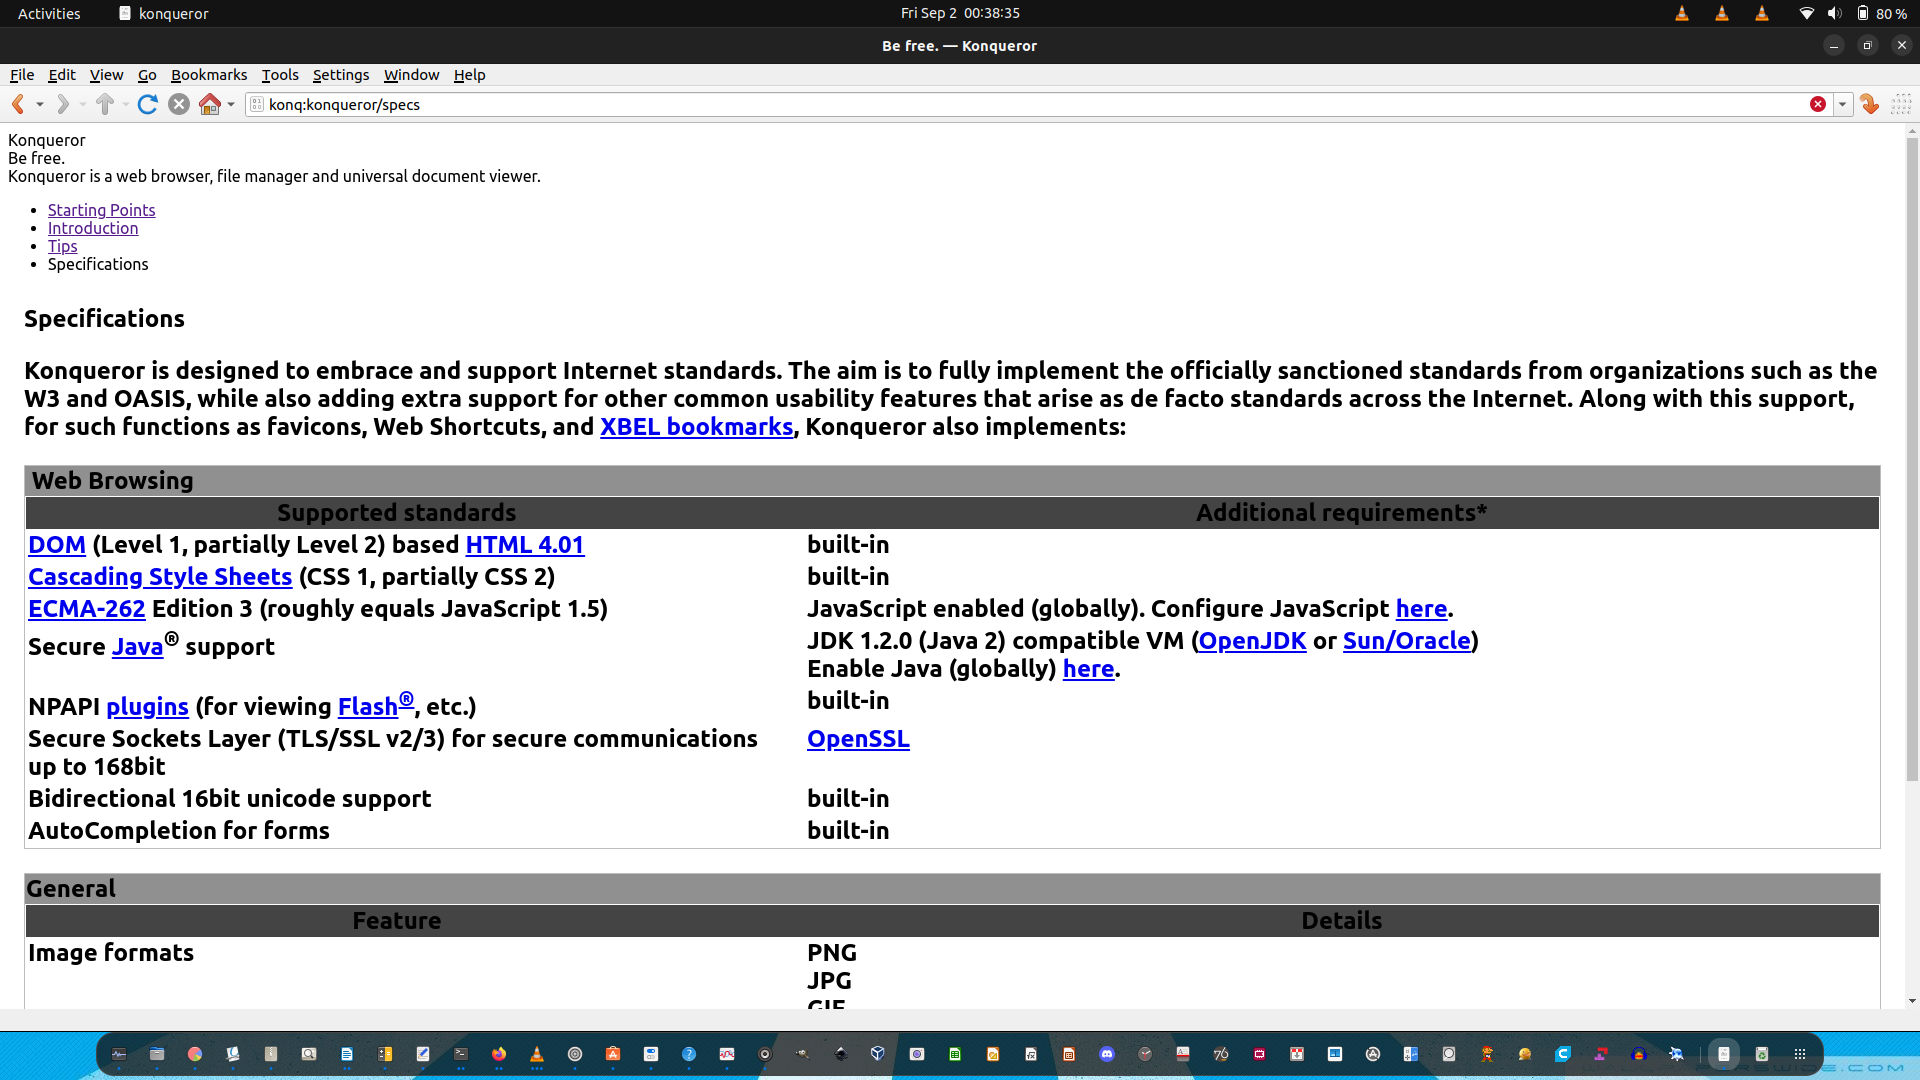 Activities konqueror Fri Sep 2 00:38:35 80 %
Be free. — Konqueror
File Edit View Go Bookmarks Tools Settings Window Help
konq:konqueror/specs
Konqueror
Be free.
Konqueror is a web browser, file manager and universal document viewer.
Starting Points
Introduction
Tips
Specifications
Specifications
Konqueror is designed to embrace and support Internet standards. The aim is to fully implement the officially sanctioned standards from organizations such as the
W3 and OASIS, while also adding extra support for other common usability features that arise as de facto standards across the Internet. Along with this support,
for such functions as favicons, Web Shortcuts, and XBEL bookmarks, Konqueror also implements:
Web Browsing
Supported standards Additional requirements*
DOM (Level 1, partially Level 2) based HTML 4.01 built-in
Cascading Style Sheets (CSS 1, partially CSS 2) built-in
ECMA-262 Edition 3 (roughly equals JavaScript 1.5) JavaScript enabled (globally). Configure JavaScript here.
Secure Java® support JDK 1.2.0 (Java 2) compatible VM (OpenJDK or Sun/Oracle)
Enable Java (globally) here.
NPAPI plugins (for viewing Flash®, etc.) built-in
Secure Sockets Layer (TLS/SSL v2/3) for secure communications OpenSSL
up to 168bit
Bidirectional 16bit unicode support built-in
AutoCompletion for forms built-in
General
Feature Details
Image formats PNG
JPG
GIF